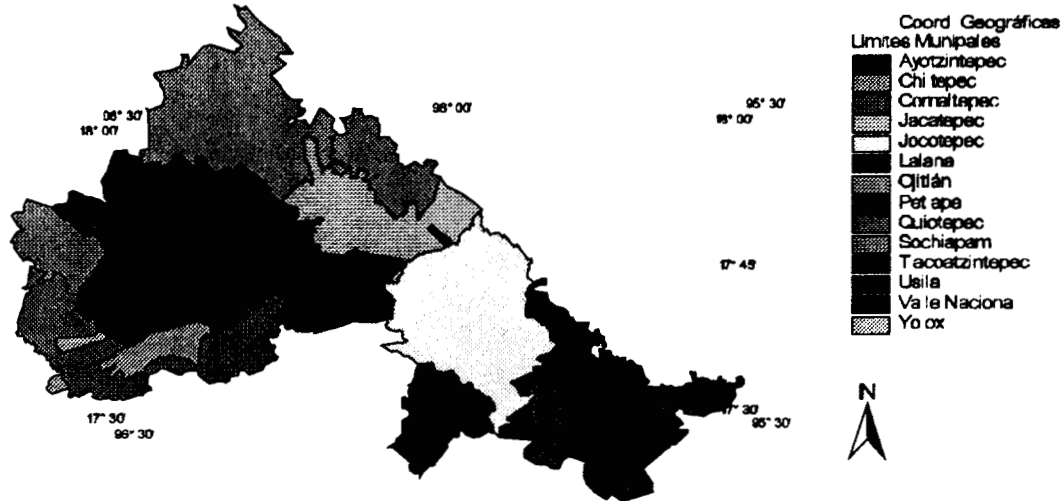 Coord Geográficas
Limites Munipales
Ayotzintepec
Chi tepec
Comaltepec
Jacatepec
Jocotepec
Lalana
Ojitlán
Pet apa
Quiotepec
Sochiapam
Tacoatzintepec
Usila
Va le Naciona
Yo ox
96° 30'
18° 00'
96° 00'
95° 30'
18° 00'
17° 45'
17° 30'
96° 30'
17° 30'
95° 30'
N